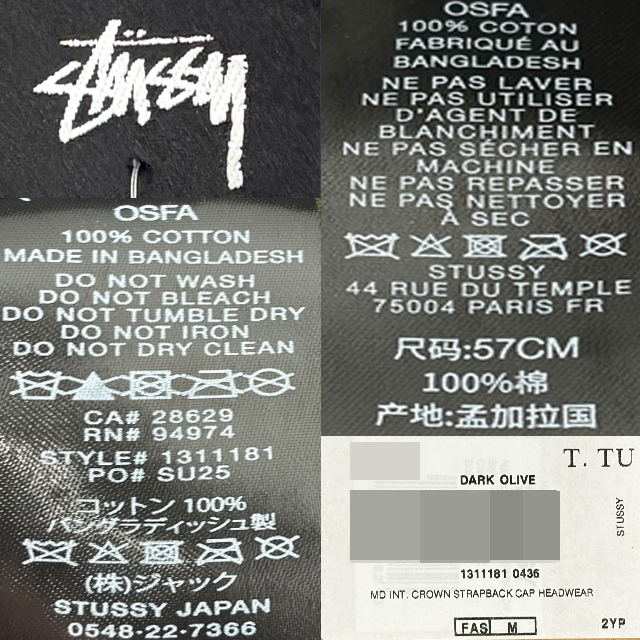 Stüssy
OSFA
100% COTTON
MADE IN BANGLADESH
DO NOT WASH
DO NOT BLEACH
DO NOT TUMBLE DRY
DO NOT IRON
DO NOT DRY CLEAN
CA# 28629
RN# 94974
STYLE# 1311181
PO# SU25
コットン 100%
バングラディッシュ製
(株)ジャック
STUSSY JAPAN
0548-22-7366
OSFA
100% COTON
FABRIQUÉ AU
BANGLADESH
NE PAS LAVER
NE PAS UTILISER
D'AGENT DE
BLANCHIMENT
NE PAS SÉCHER EN
MACHINE
NE PAS REPASSER
NE PAS NETTOYER
À SEC
STUSSY
44 RUE DU TEMPLE
75004 PARIS FR
尺码:57CM
100%棉
产地:孟加拉国
T. TU
DARK OLIVE
STUSSY
1311181 0436
MD INT. CROWN STRAPBACK CAP HEADWEAR
FAS M
2YP